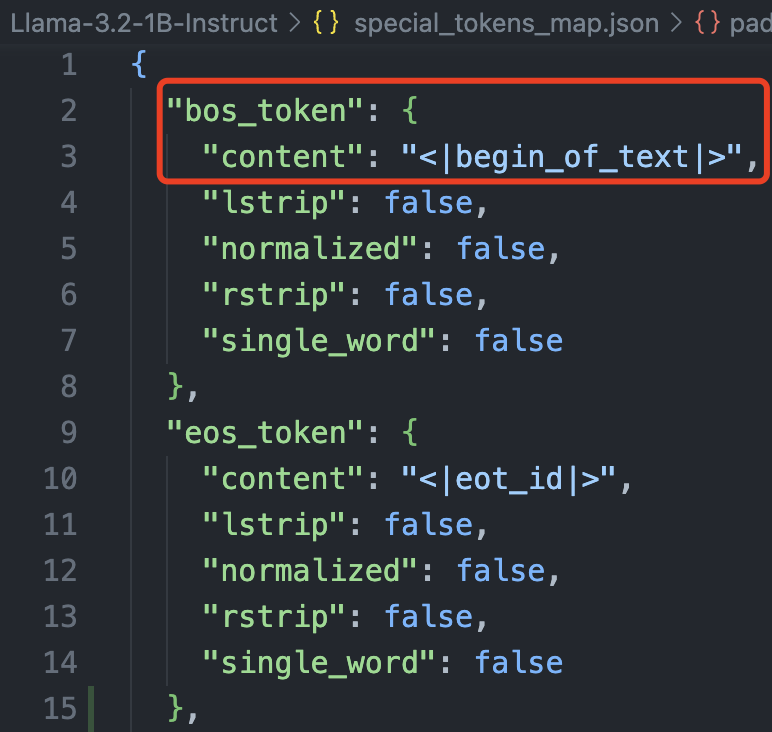 Llama-3.2-1B-Instruct > {} special_tokens_map.json > {} pad
1 {
2 "bos_token": {
3 "content": "<|begin_of_text|>",
4 "lstrip": false,
5 "normalized": false,
6 "rstrip": false,
7 "single_word": false
8 },
9 "eos_token": {
10 "content": "<|eot_id|>",
11 "lstrip": false,
12 "normalized": false,
13 "rstrip": false,
14 "single_word": false
15 },